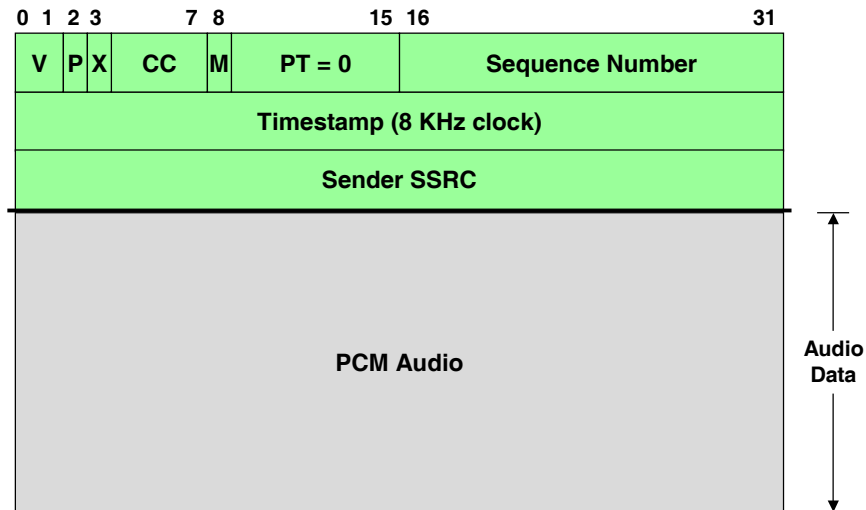 0 1 2 3 7 8 15 16 31
V P X CC M PT = 0 Sequence Number
Timestamp (8 KHz clock)
Sender SSRC
PCM Audio
Audio
Data